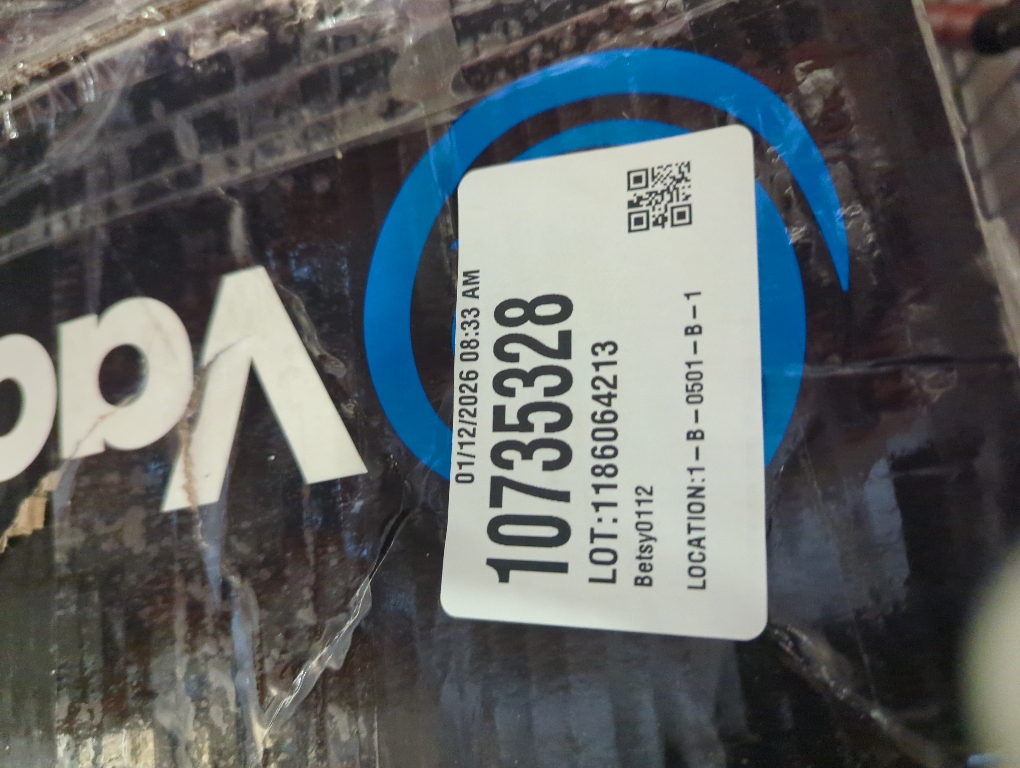 01/12/2026 08:33 AM
10735328
LOT:1186064213
Betsy0112
LOCATION:1-B-0501-B-1